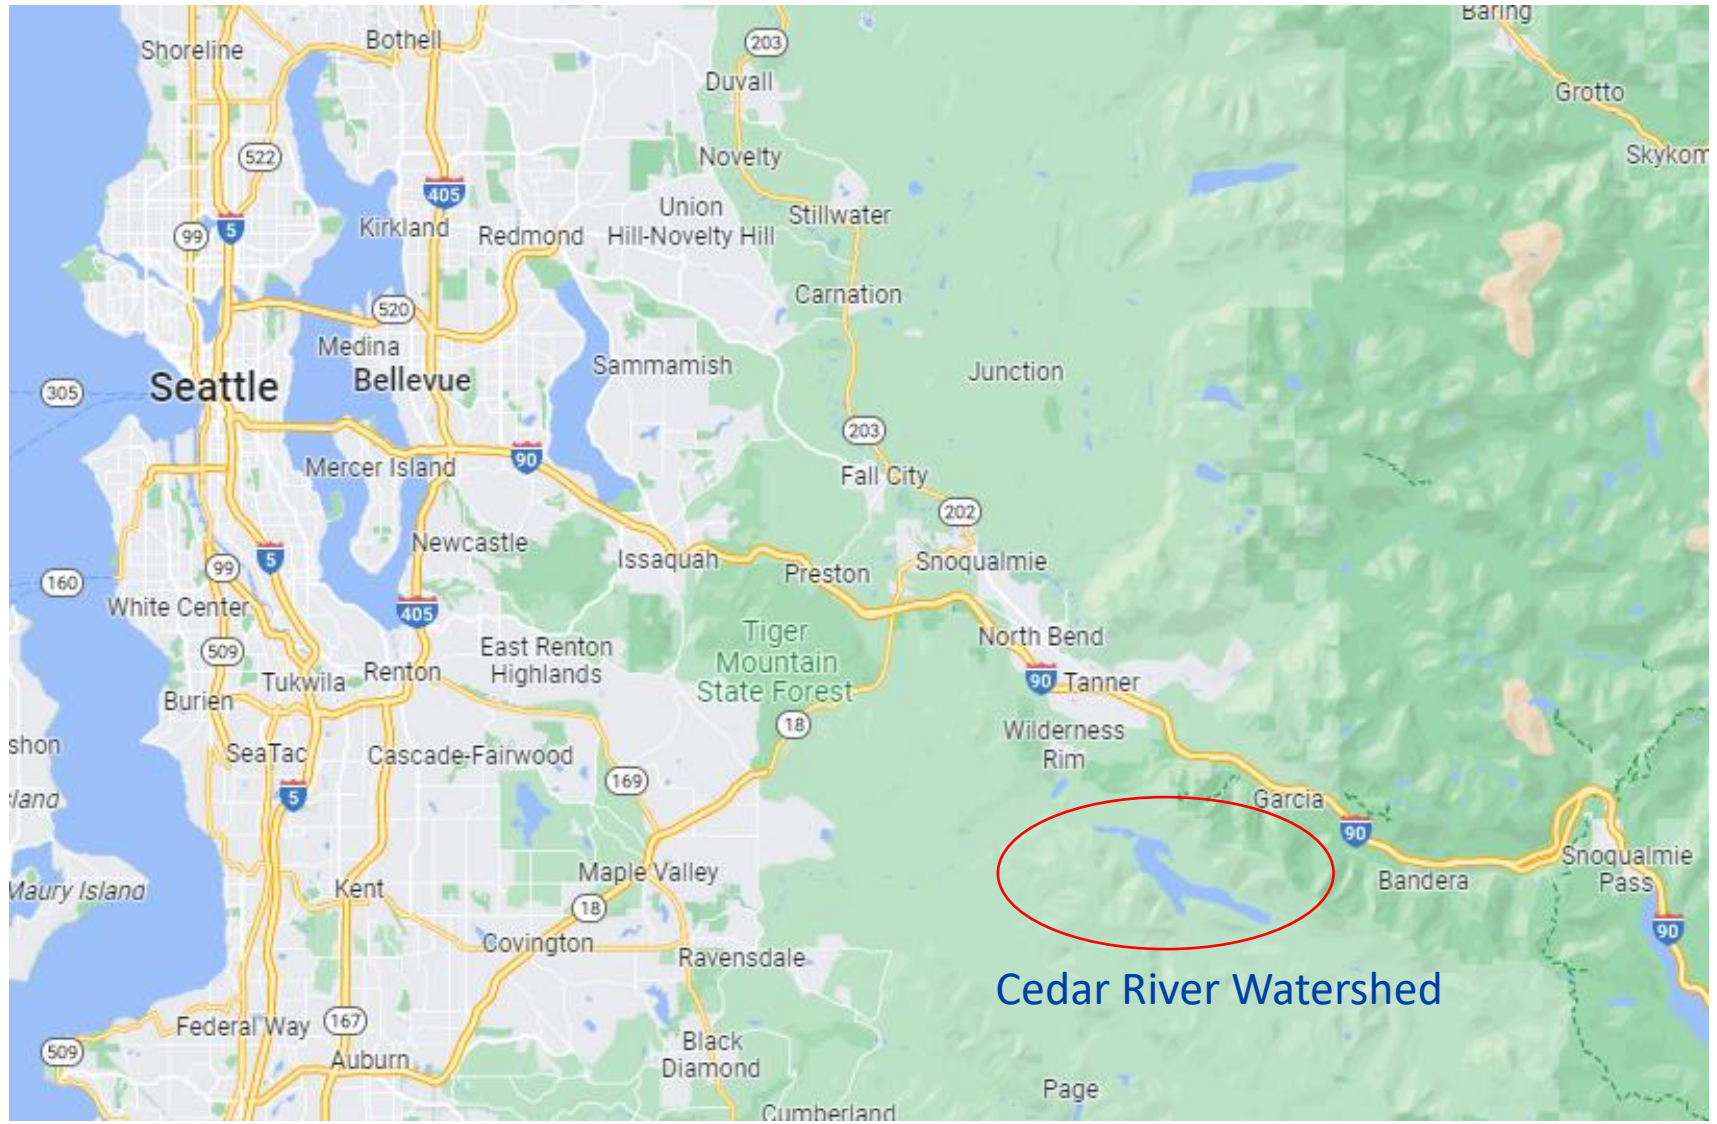 Baring
Shoreline
Bothell
203
Duvall
Grotto
522
Novelty
Skykom
405
Union
Hill-Novelty Hill
Stillwater
99
5
Kirkland
Redmond
520
Carnation
Medina
Seattle
Bellevue
Sammamish
Junction
305
203
Mercer Island
90
Fall City
202
Newcastle
5
99
Issaquah
Preston
Snoqualmie
160
White Center
405
509
East Renton
Highlands
Tiger
Mountain
State Forest
North Bend
Tukwila
Renton
90
Tanner
Burien
18
Wilderness
Rim
shon
sland
SeaTac
Cascade-Fairwood
169
5
Garcia
90
Snoqualmie
Pass
Maury Island
Kent
Maple Valley
Bandera
18
Covington
Ravensdale
90
Cedar River Watershed
Federal Way
167
509
Auburn
Black
Diamond
Page
Cumberland